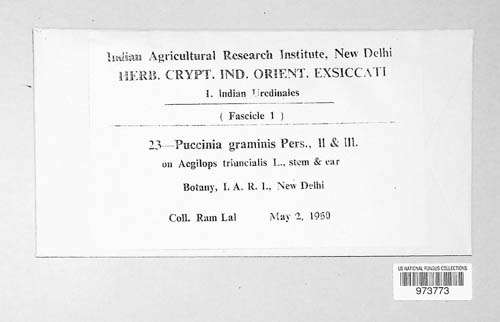 Indian Agricultural Research Institute, New Delhi
HERB. CRYPT. IND. ORIENT. EXSICCATI
I. Indian Uredinales
( Fascicle 1 )
23—Puccinia graminis Pers., II & III.
on Aegilops triuncialis L., stem & ear
Botany, I. A. R. I., New Delhi
Coll. Ram Lal May 2, 1950
US NATIONAL FUNGUS COLLECTIONS
973773